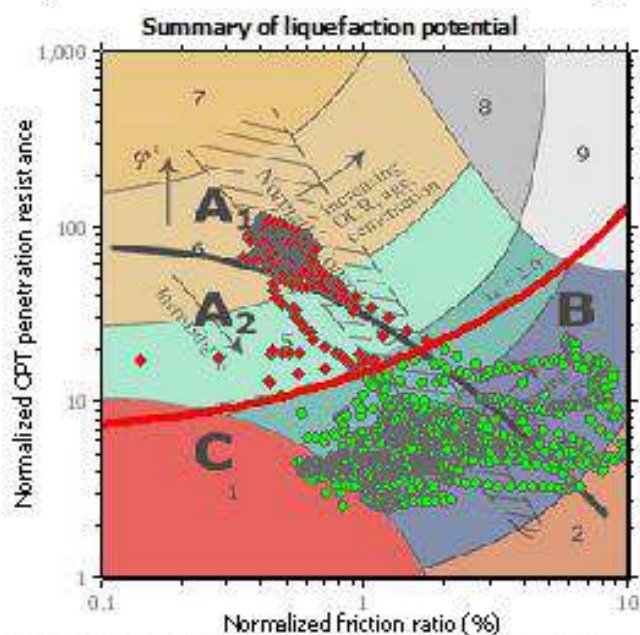 Summary of liquefaction potential
1,000
100
10
1
Normalized CPT penetration resistance
7
8
9
φ'
increasing
OCR, age
A1
6
A2
5
B
C
1
2
0.1
1
10
Normalized friction ratio (%)